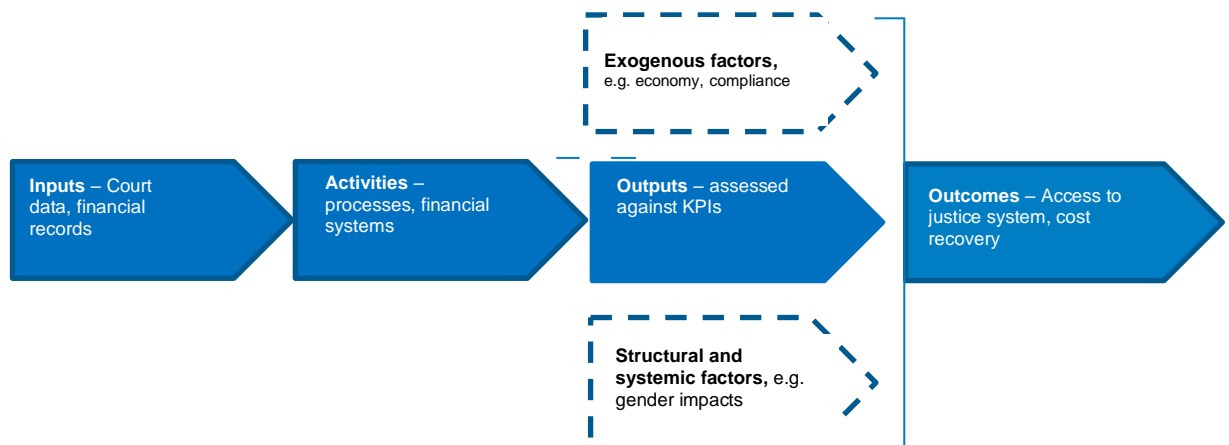 Exogenous factors,
e.g. economy, compliance
Inputs – Court
data, financial
records
Activities –
processes, financial
systems
Outputs – assessed
against KPIs
Outcomes – Access to
justice system, cost
recovery
Structural and
systemic factors, e.g.
gender impacts